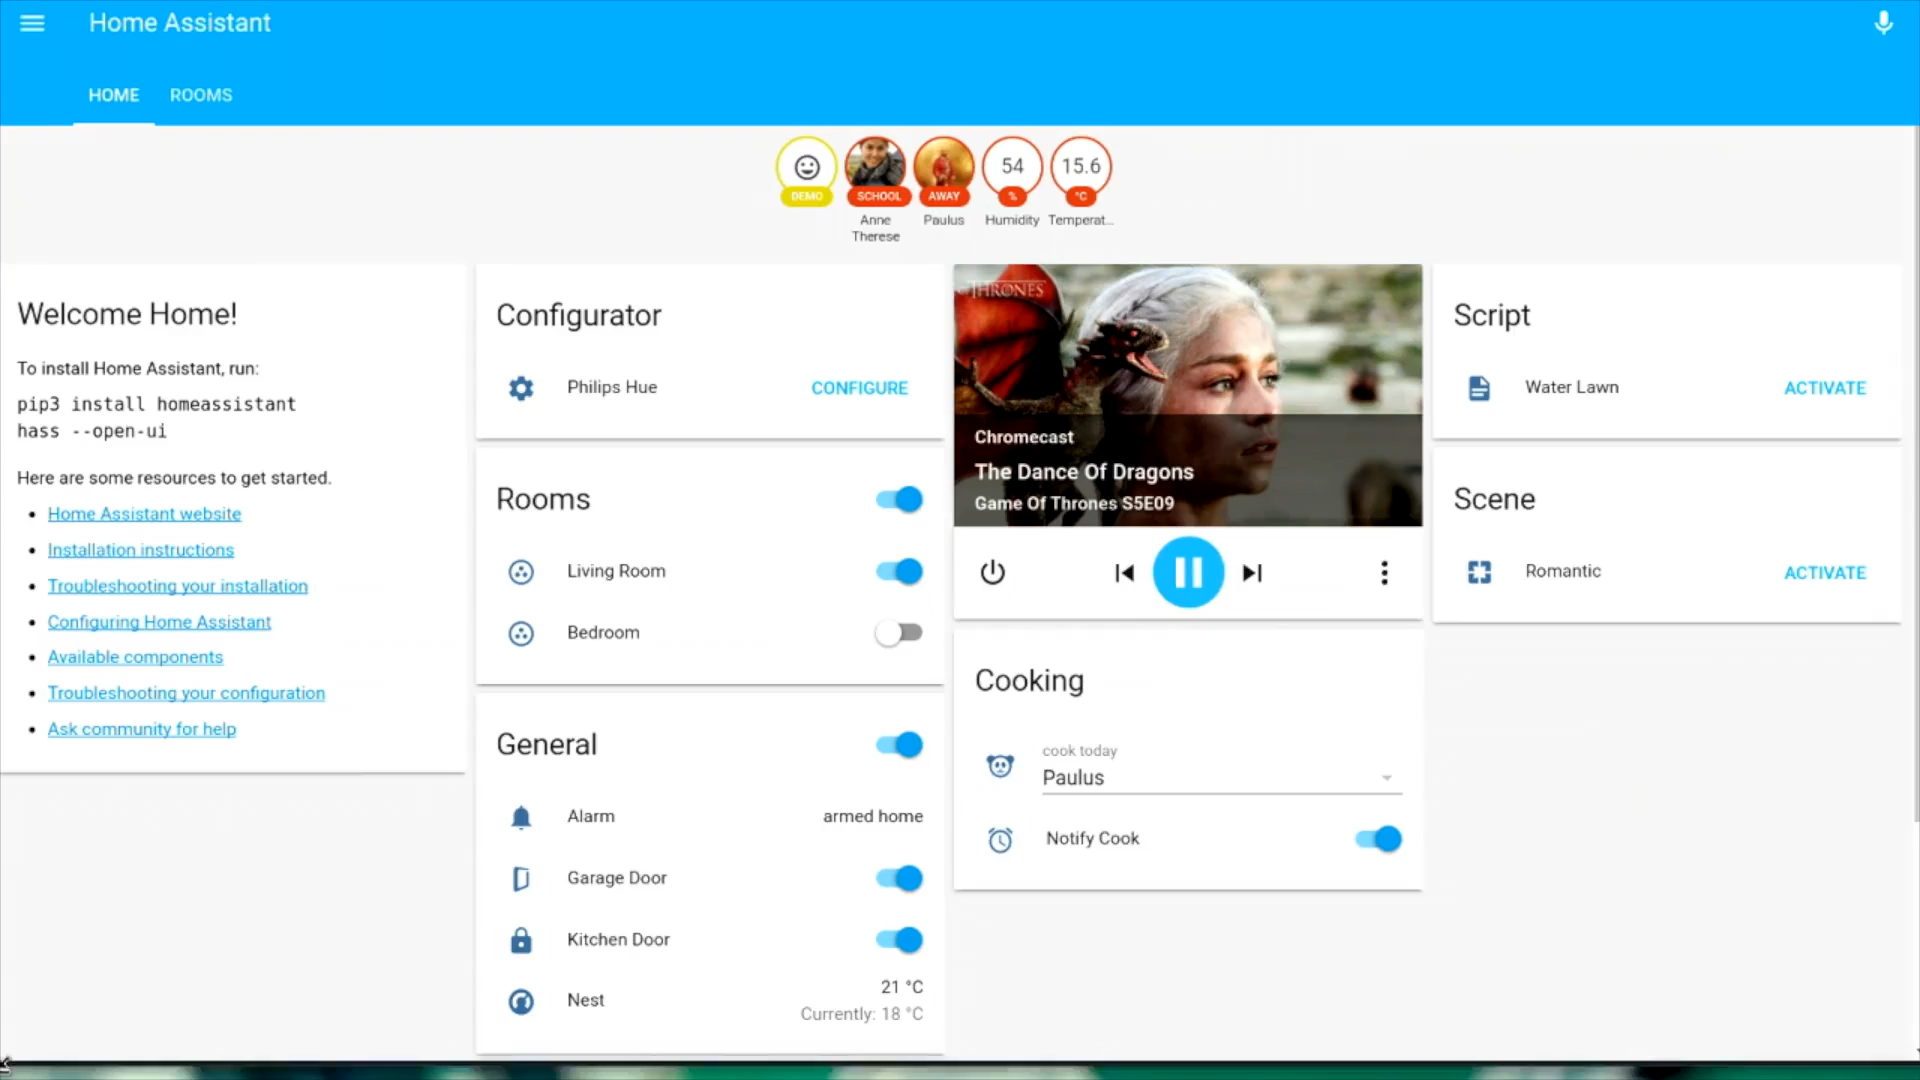 Home Assistant
HOME ROOMS
DEMO
SCHOOL
Anne
Therese
AWAY
Paulus
54
%
Humidity
15.6
°C
Temperat...
Welcome Home!
To install Home Assistant, run:
pip3 install homeassistant
hass --open-ui
Here are some resources to get started.
Home Assistant website
Installation instructions
Troubleshooting your installation
Configuring Home Assistant
Available components
Troubleshooting your configuration
Ask community for help
Configurator
Philips Hue CONFIGURE
Rooms
Living Room
Bedroom
General
Alarm armed home
Garage Door
Kitchen Door
Nest 21 °C
Currently: 18 °C
THRONES
Chromecast
The Dance Of Dragons
Game Of Thrones S5E09
Cooking
cook today
Paulus
Notify Cook
Script
Water Lawn ACTIVATE
Scene
Romantic ACTIVATE